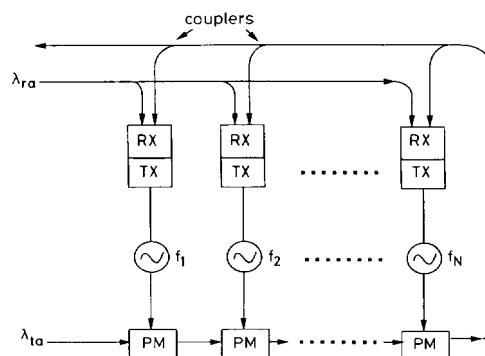 couplers
λra
RX RX RX
TX TX TX
f1 f2 fN
λta
PM PM PM